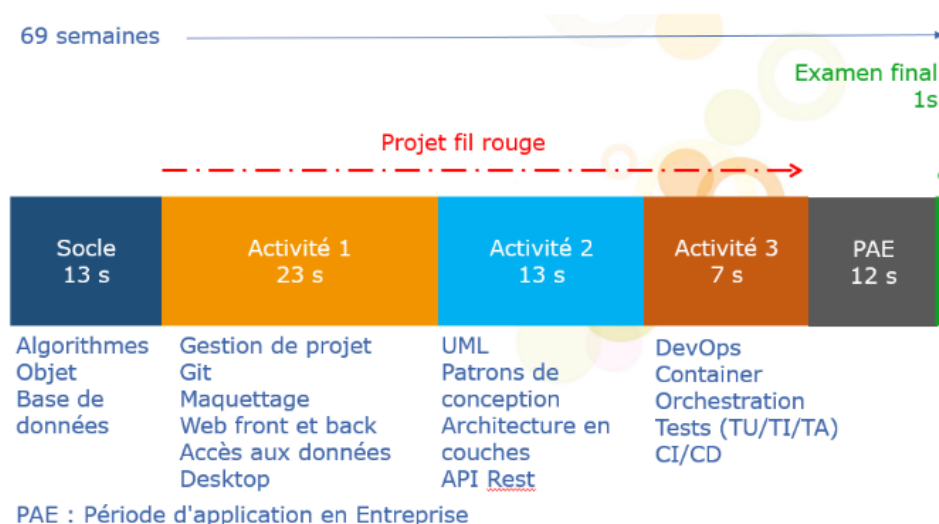 69 semaines
Examen final
1s
Projet fil rouge
Socle
13 s
Activité 1
23 s
Activité 2
13 s
Activité 3
7 s
PAE
12 s
Algorithmes
Objet
Base de
données
Gestion de projet
Git
Maquettage
Web front et back
Accès aux données
Desktop
UML
Patrons de
conception
Architecture en
couches
API Rest
DevOps
Container
Orchestration
Tests (TU/TI/TA)
CI/CD
PAE : Période d'application en Entreprise